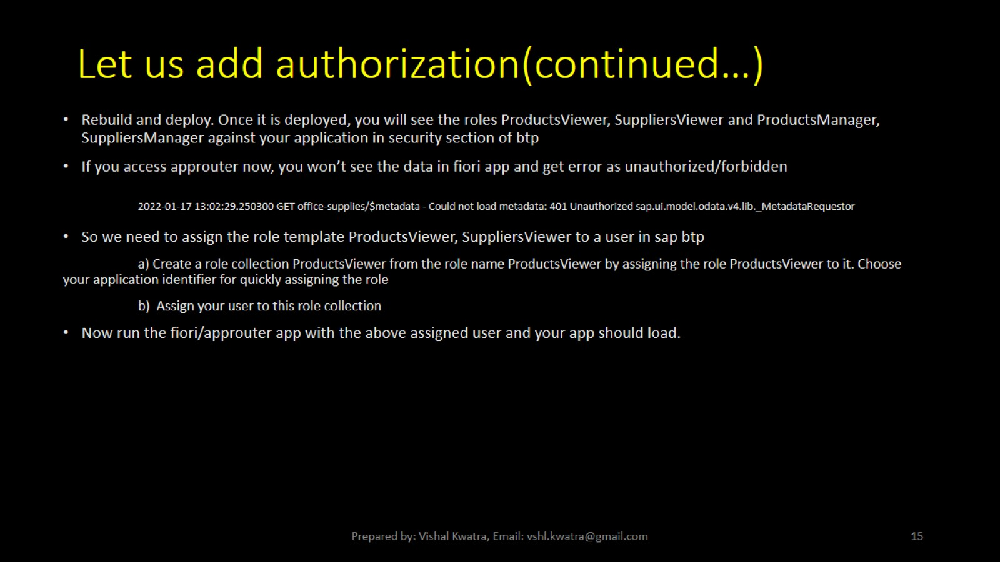 Let us add authorization(continued...)
• Rebuild and deploy. Once it is deployed, you will see the roles ProductsViewer, SuppliersViewer and ProductsManager,
SuppliersManager against your application in security section of btp
• If you access approuter now, you won't see the data in fiori app and get error as unauthorized/forbidden
2022-01-17 13:02:29.250300 GET office-supplies/$metadata - Could not load metadata: 401 Unauthorized sap.ui.model.odata.v4.lib._MetadataRequestor
• So we need to assign the role template ProductsViewer, SuppliersViewer to a user in sap btp
a) Create a role collection ProductsViewer from the role name ProductsViewer by assigning the role ProductsViewer to it. Choose
your application identifier for quickly assigning the role
b) Assign your user to this role collection
• Now run the fiori/approuter app with the above assigned user and your app should load.
Prepared by: Vishal Kwatra, Email: vshl.kwatra@gmail.com
15